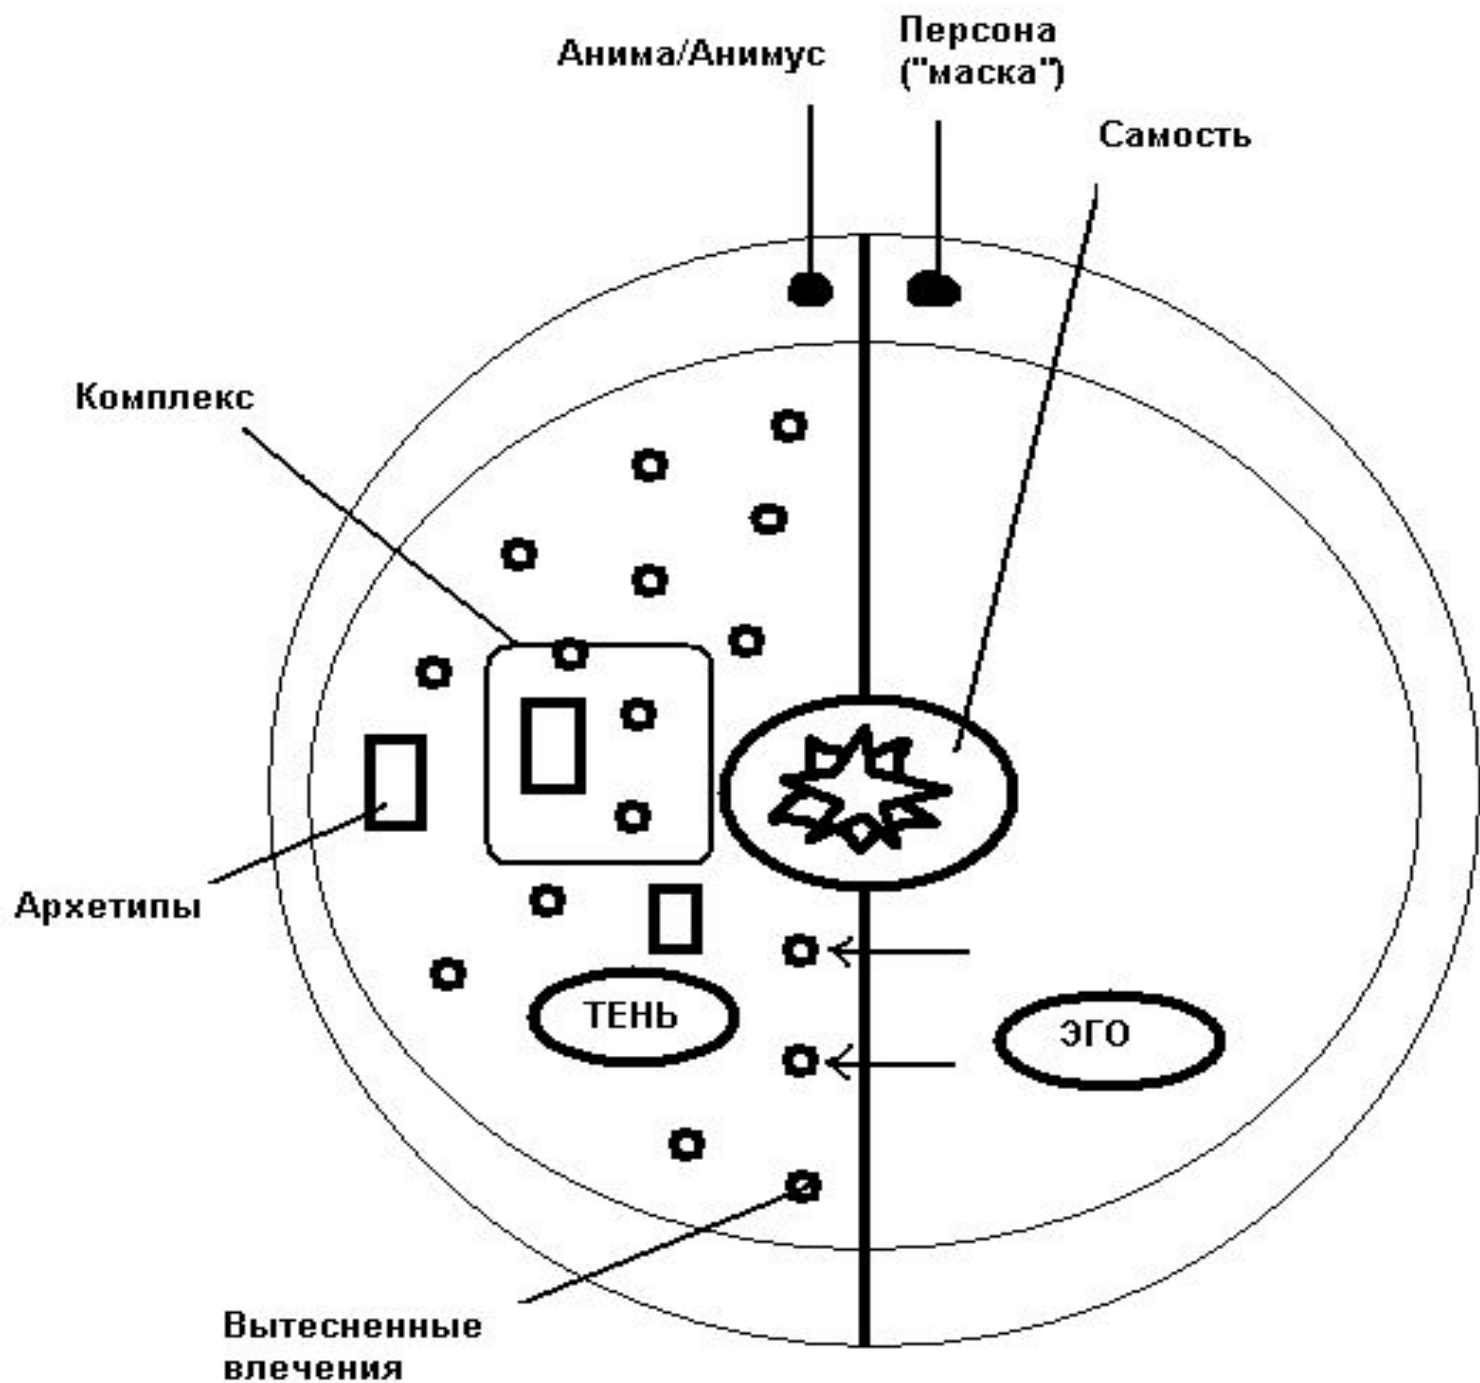 Анима/Анимус
Персона
("маска")
Самость
Комплекс
Архетипы
ТЕНЬ
ЭГО
Вытесненные
влечения